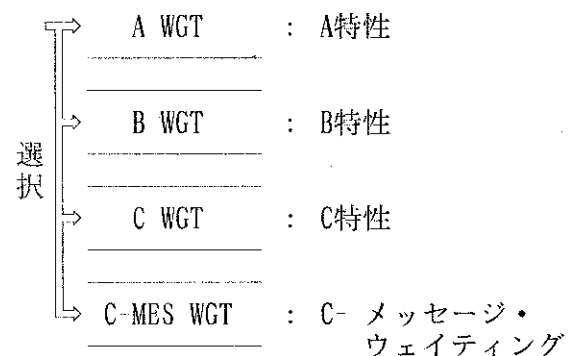 A WGT : A特性
B WGT : B特性
選択
C WGT : C特性
C-MES WGT : C- メッセージ・
ウェイティング